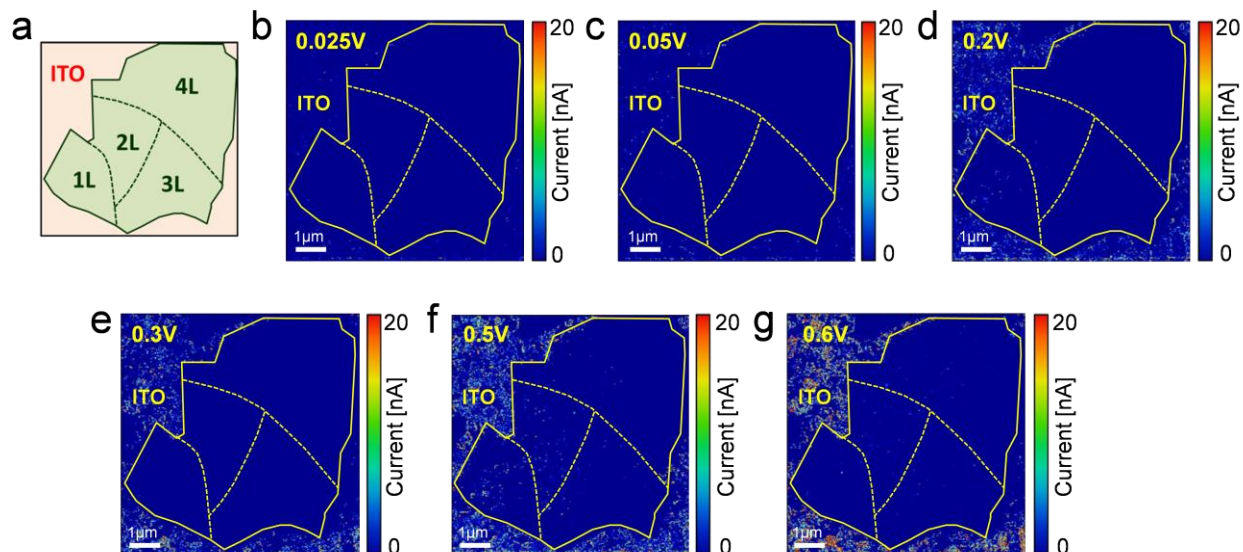 a
ITO
4L
2L
1L
3L
b
0.025V
ITO
1μm
20
Current [nA]
0
c
0.05V
ITO
1μm
20
Current [nA]
0
d
0.2V
ITO
1μm
20
Current [nA]
0
e
0.3V
ITO
1μm
20
Current [nA]
0
f
0.5V
ITO
1μm
20
Current [nA]
0
g
0.6V
ITO
1μm
20
Current [nA]
0